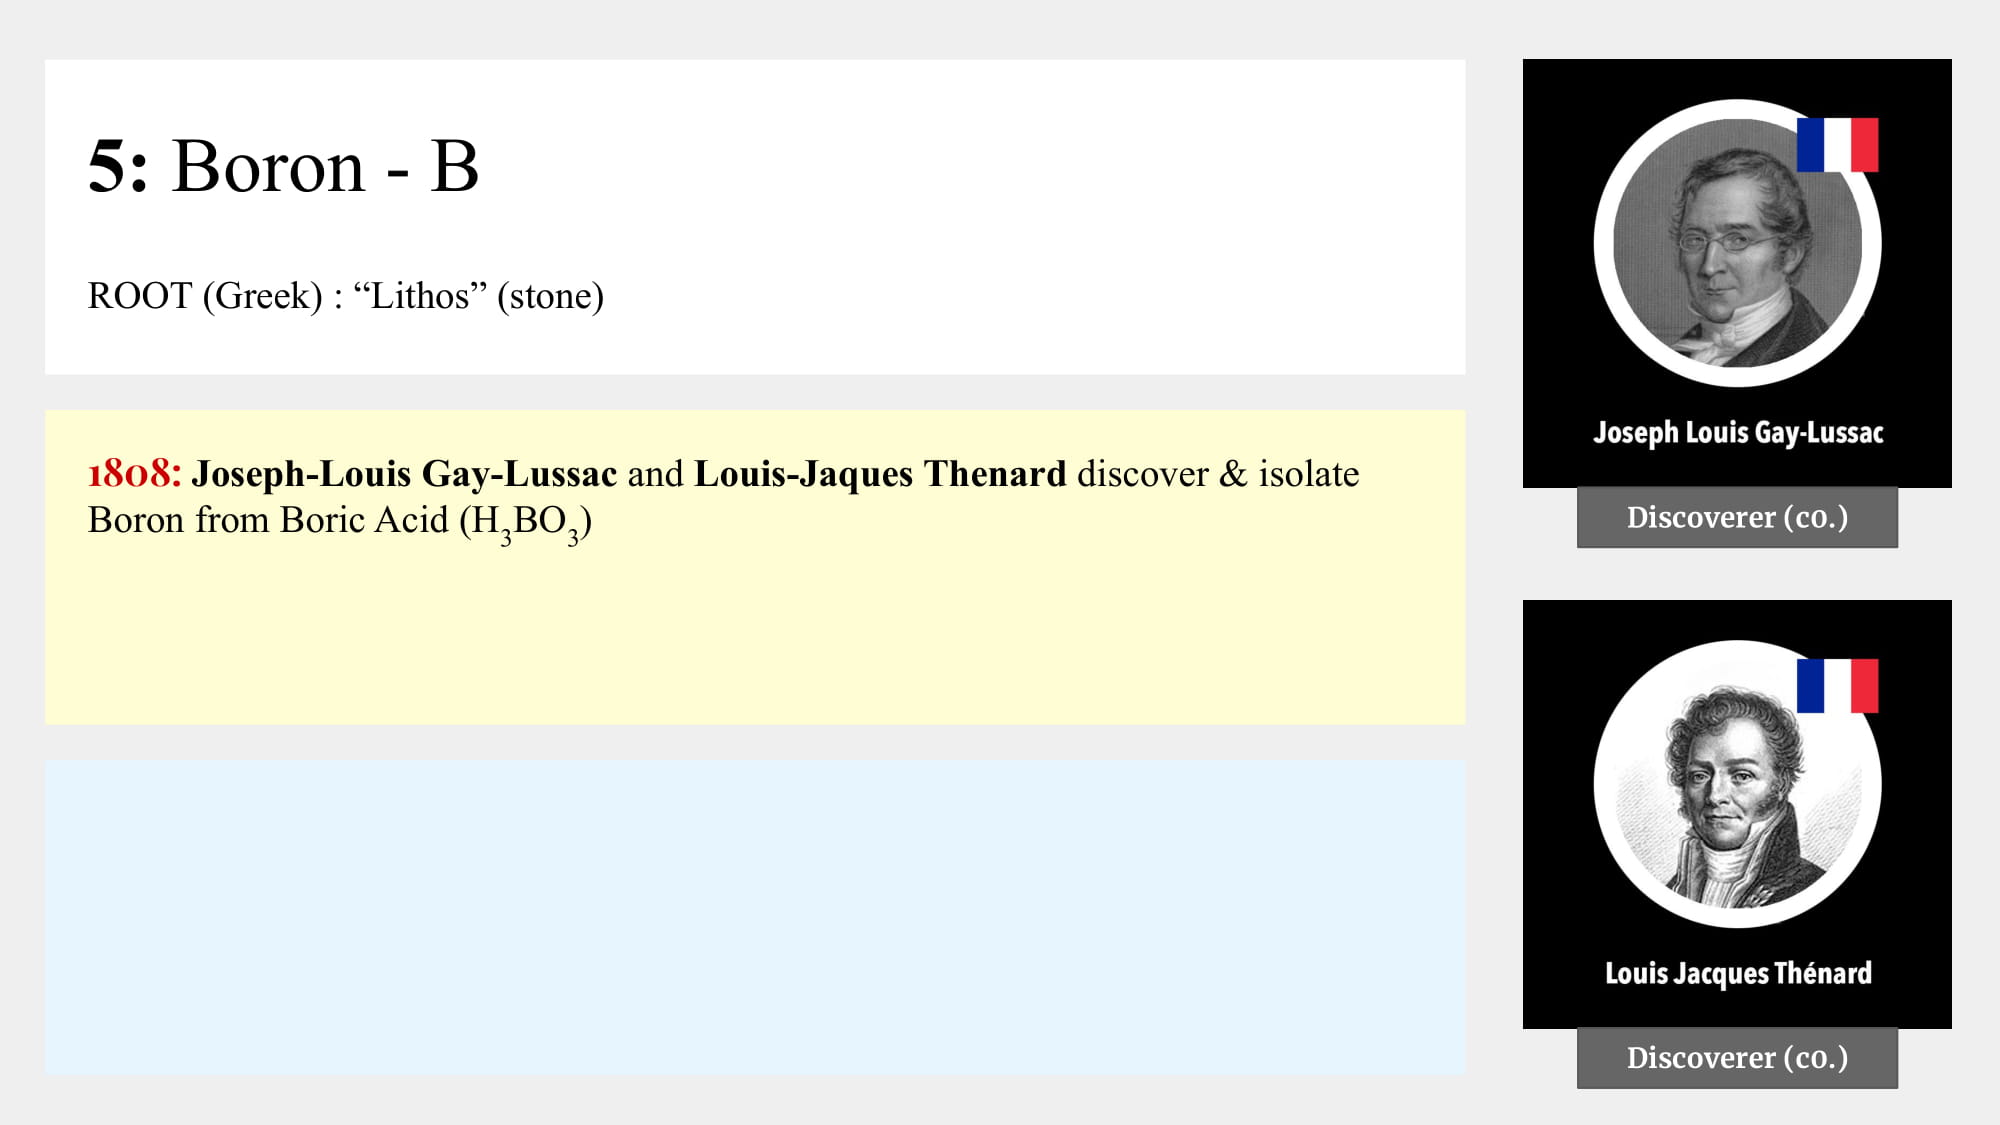 5: Boron - B
ROOT (Greek) : “Lithos” (stone)
1808: Joseph-Louis Gay-Lussac and Louis-Jaques Thenard discover & isolate
Boron from Boric Acid (H₃BO₃)
Joseph Louis Gay-Lussac
Discoverer (co.)
Louis Jacques Thénard
Discoverer (co.)